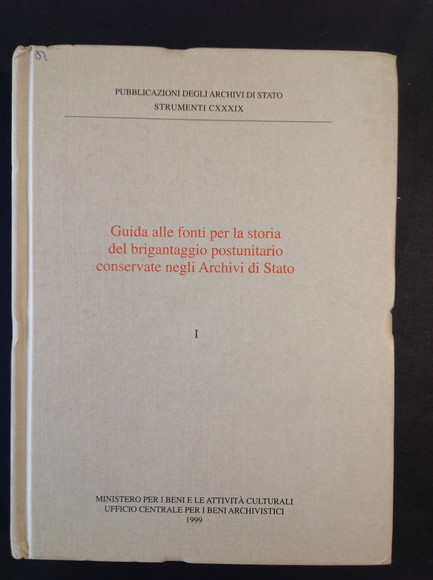 PUBBLICAZIONI DEGLI ARCHIVI DI STATO
STRUMENTI CXXXIX
Guida alle fonti per la storia
del brigantaggio postunitario
conservate negli Archivi di Stato
I
MINISTERO PER I BENI E LE ATTIVITÀ CULTURALI
UFFICIO CENTRALE PER I BENI ARCHIVISTICI
1999